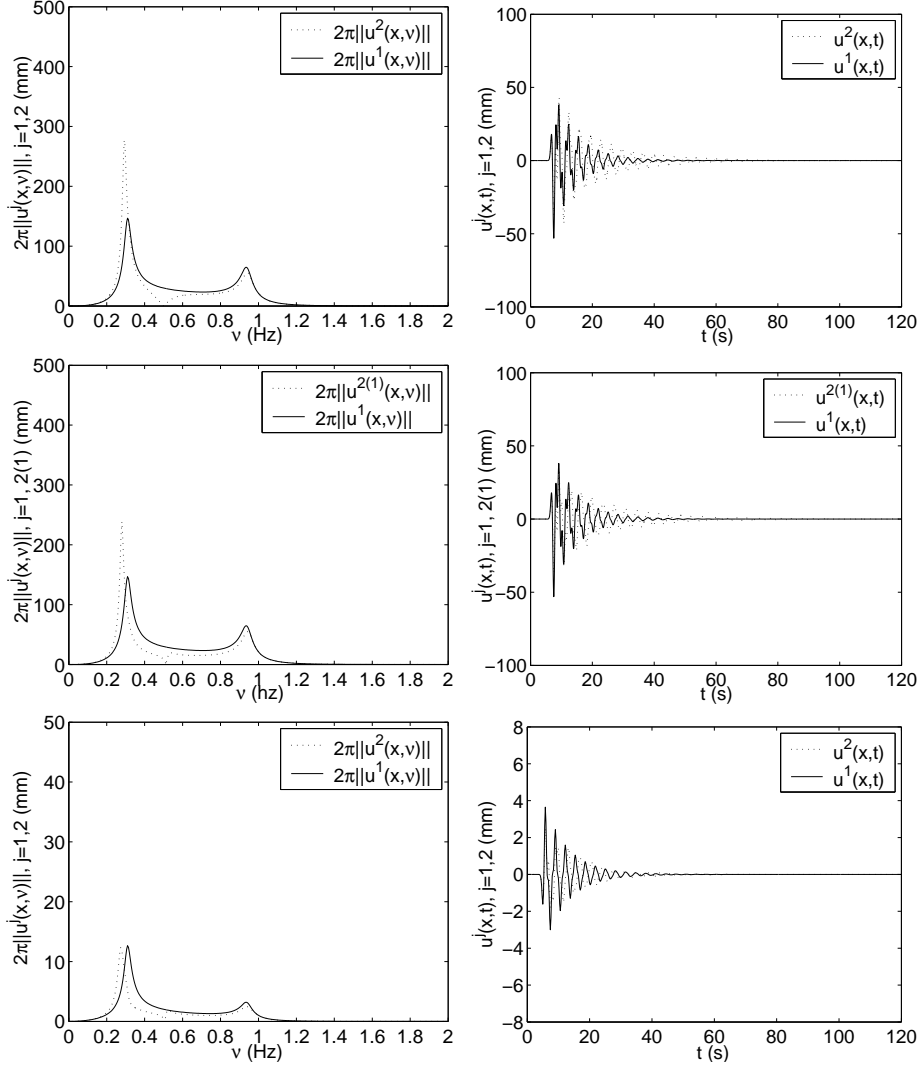 500
400
300
200
100
0
0 0.2 0.4 0.6 0.8 1 1.2 1.4 1.6 1.8 2
ν (Hz)
2π||u^j(x,ν)||, j=1,2 (mm)
2π||u^2(x,ν)||
2π||u^1(x,ν)||
100
50
0
−50
−100
0 20 40 60 80 100 120
t (s)
u^j(x,t), j=1,2 (mm)
u^2(x,t)
u^1(x,t)
500
400
300
200
100
0
0 0.2 0.4 0.6 0.8 1 1.2 1.4 1.6 1.8 2
ν (hz)
2π||u^j(x,ν)||, j=1, 2(1) (mm)
2π||u^{2(1)}(x,ν)||
2π||u^1(x,ν)||
100
50
0
−50
−100
0 20 40 60 80 100 120
t (s)
u^j(x,t), j=1, 2(1) (mm)
u^{2(1)}(x,t)
u^1(x,t)
50
40
30
20
10
0
0 0.2 0.4 0.6 0.8 1 1.2 1.4 1.6 1.8 2
ν (Hz)
2π||u^j(x,ν)||, j=1,2 (mm)
2π||u^2(x,ν)||
2π||u^1(x,ν)||
8
6
4
2
0
−2
−4
−6
−8
0 20 40 60 80 100 120
t (s)
u^j(x,t), j=1,2 (mm)
u^2(x,t)
u^1(x,t)